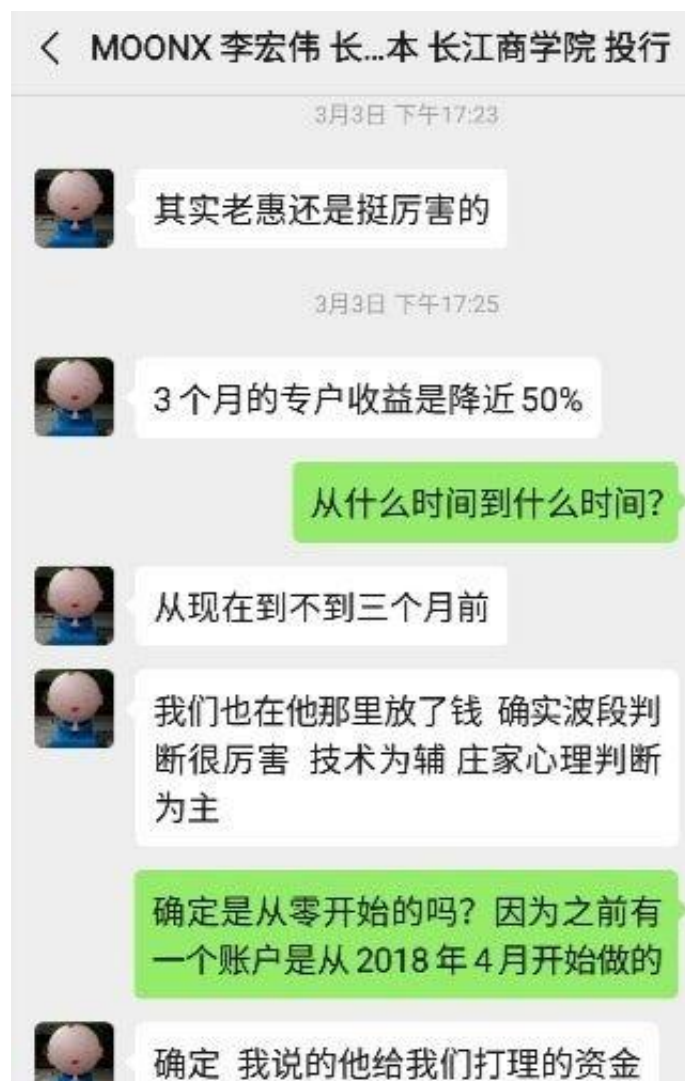 MOONX 李宏伟 长...本 长江商学院 投行
3月3日 下午17:23
其实老惠还是挺厉害的
3月3日 下午17:25
3个月的专户收益是降近50%
从什么时间到什么时间?
从现在到不到三个月前
我们也在他那里放了钱 确实波段判
断很厉害 技术为辅 庄家心理判断
为主
确定是从零开始的吗?因为之前有
一个账户是从2018年4月开始做的
确定 我说的他给我们打理的资金